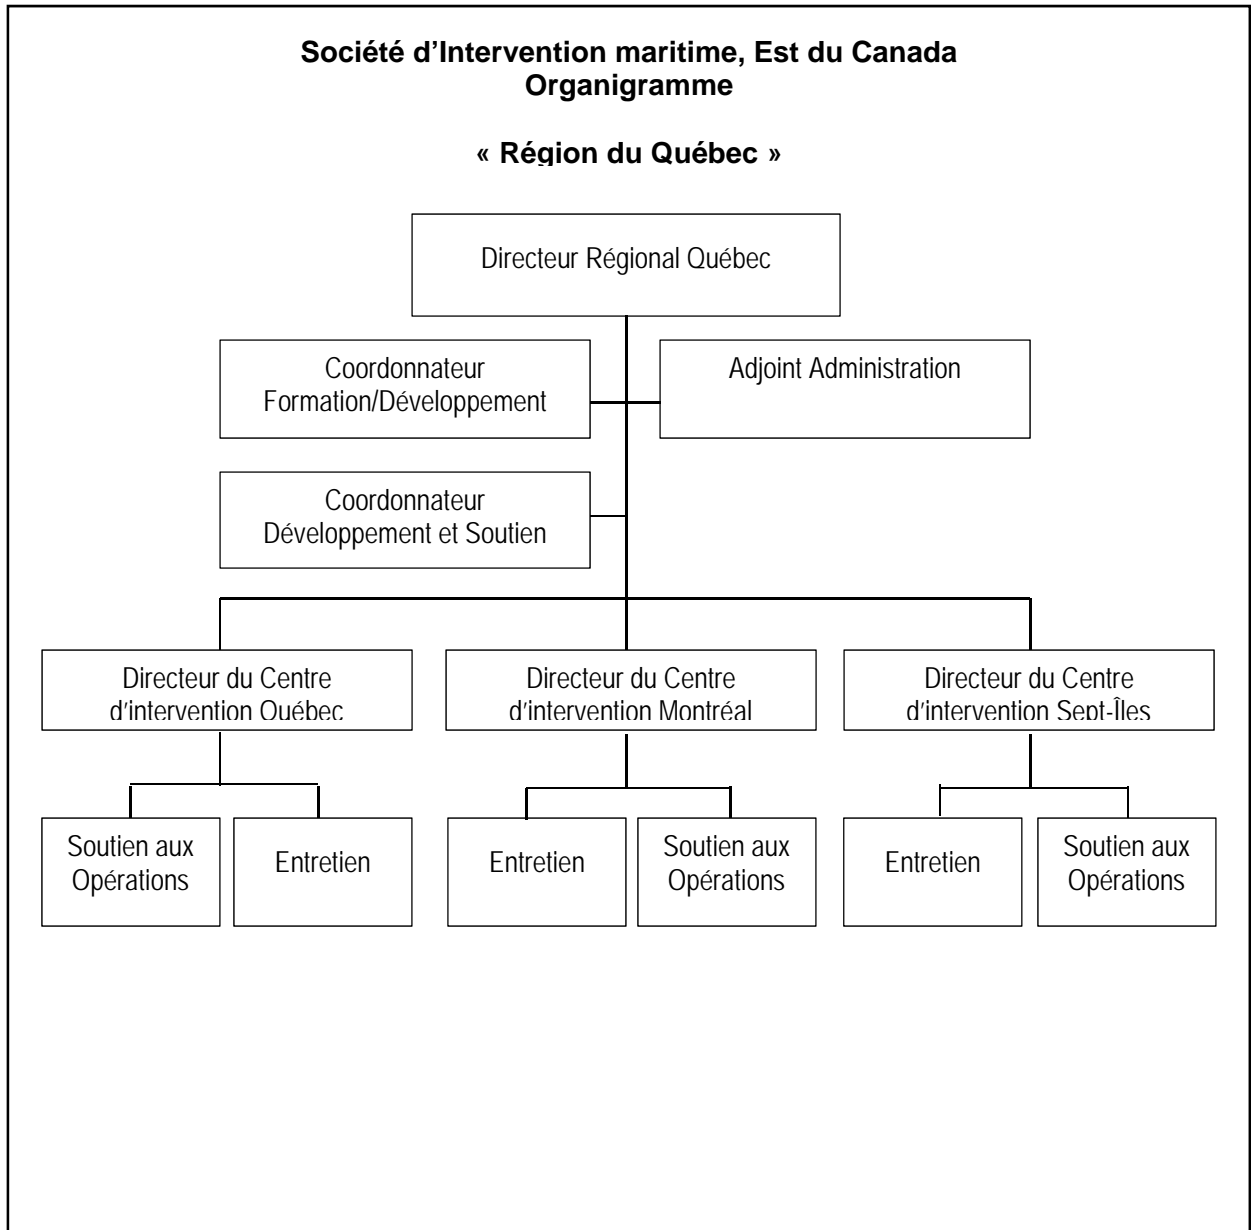 Société d'Intervention maritime, Est du Canada
Organigramme
« Région du Québec »
Directeur Régional Québec
Coordonnateur
Formation/Développement
Adjoint Administration
Coordonnateur
Développement et Soutien
Directeur du Centre
d'intervention Québec
Directeur du Centre
d'intervention Montréal
Directeur du Centre
d'intervention Sept-Îles
Soutien aux
Opérations
Entretien
Entretien
Soutien aux
Opérations
Entretien
Soutien aux
Opérations